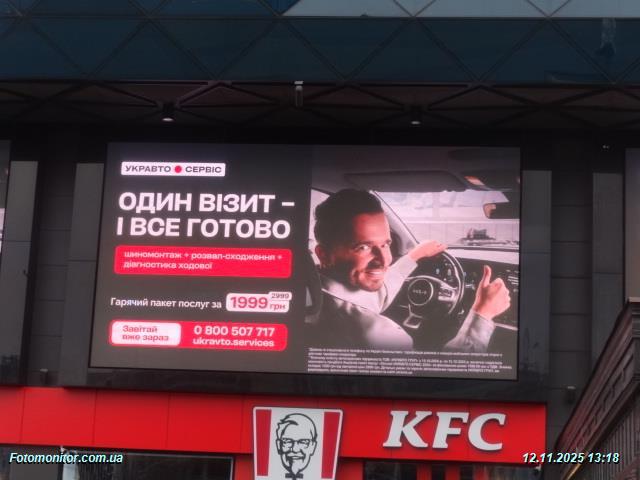 УКРАВТО СЕРВІС
ОДИН ВІЗИТ –
І ВСЕ ГОТОВО
шиномонтаж + розвал-сходження +
діагностика ходової
Гарячий пакет послуг за
2999
1999 грн
Завітай
вже зараз
0 800 507 717
ukravto.services
KFC
Fotomonitor.com.ua
12.11.2025 13:18